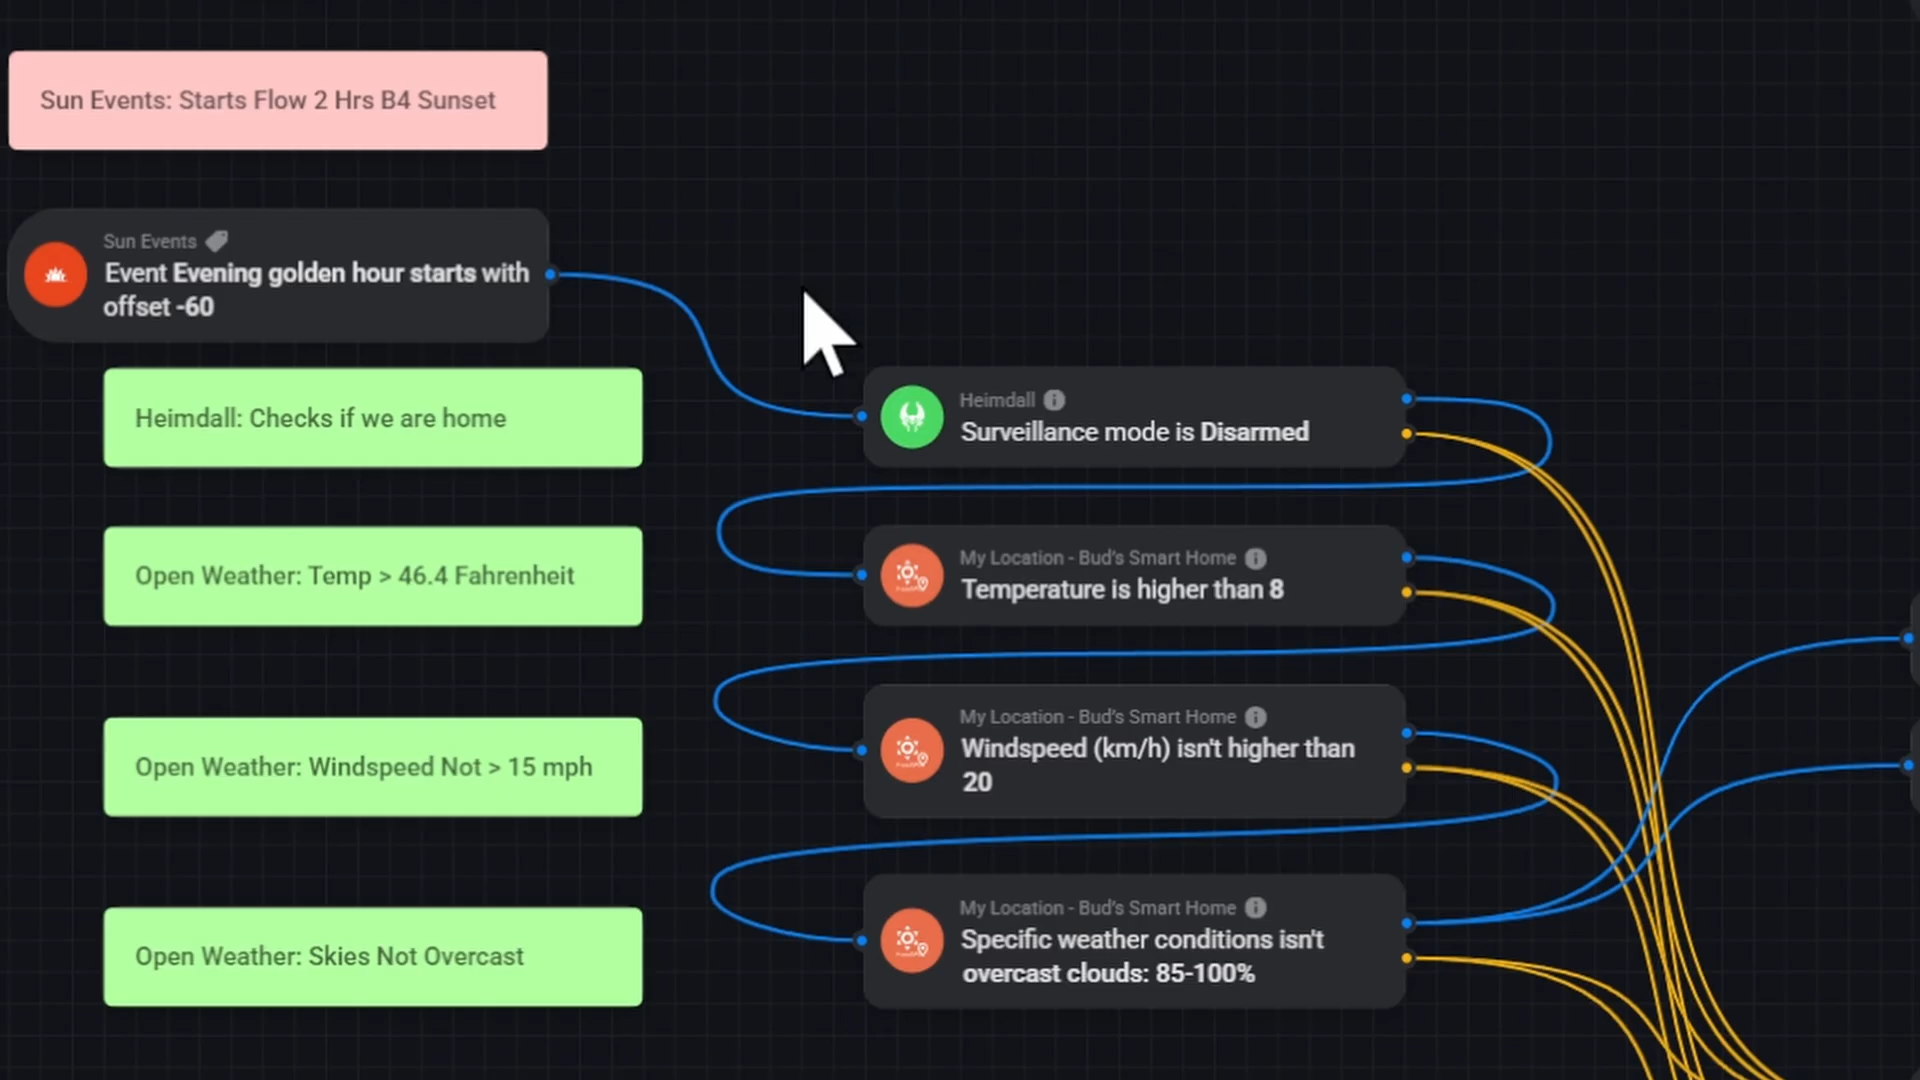 Sun Events: Starts Flow 2 Hrs B4 Sunset
Sun Events
Event Evening golden hour starts with
offset -60
Heimdall: Checks if we are home
Heimdall
Surveillance mode is Disarmed
Open Weather: Temp > 46.4 Fahrenheit
My Location - Bud's Smart Home
Temperature is higher than 8
Open Weather: Windspeed Not > 15 mph
My Location - Bud's Smart Home
Windspeed (km/h) isn't higher than
20
Open Weather: Skies Not Overcast
My Location - Bud's Smart Home
Specific weather conditions isn't
overcast clouds: 85-100%